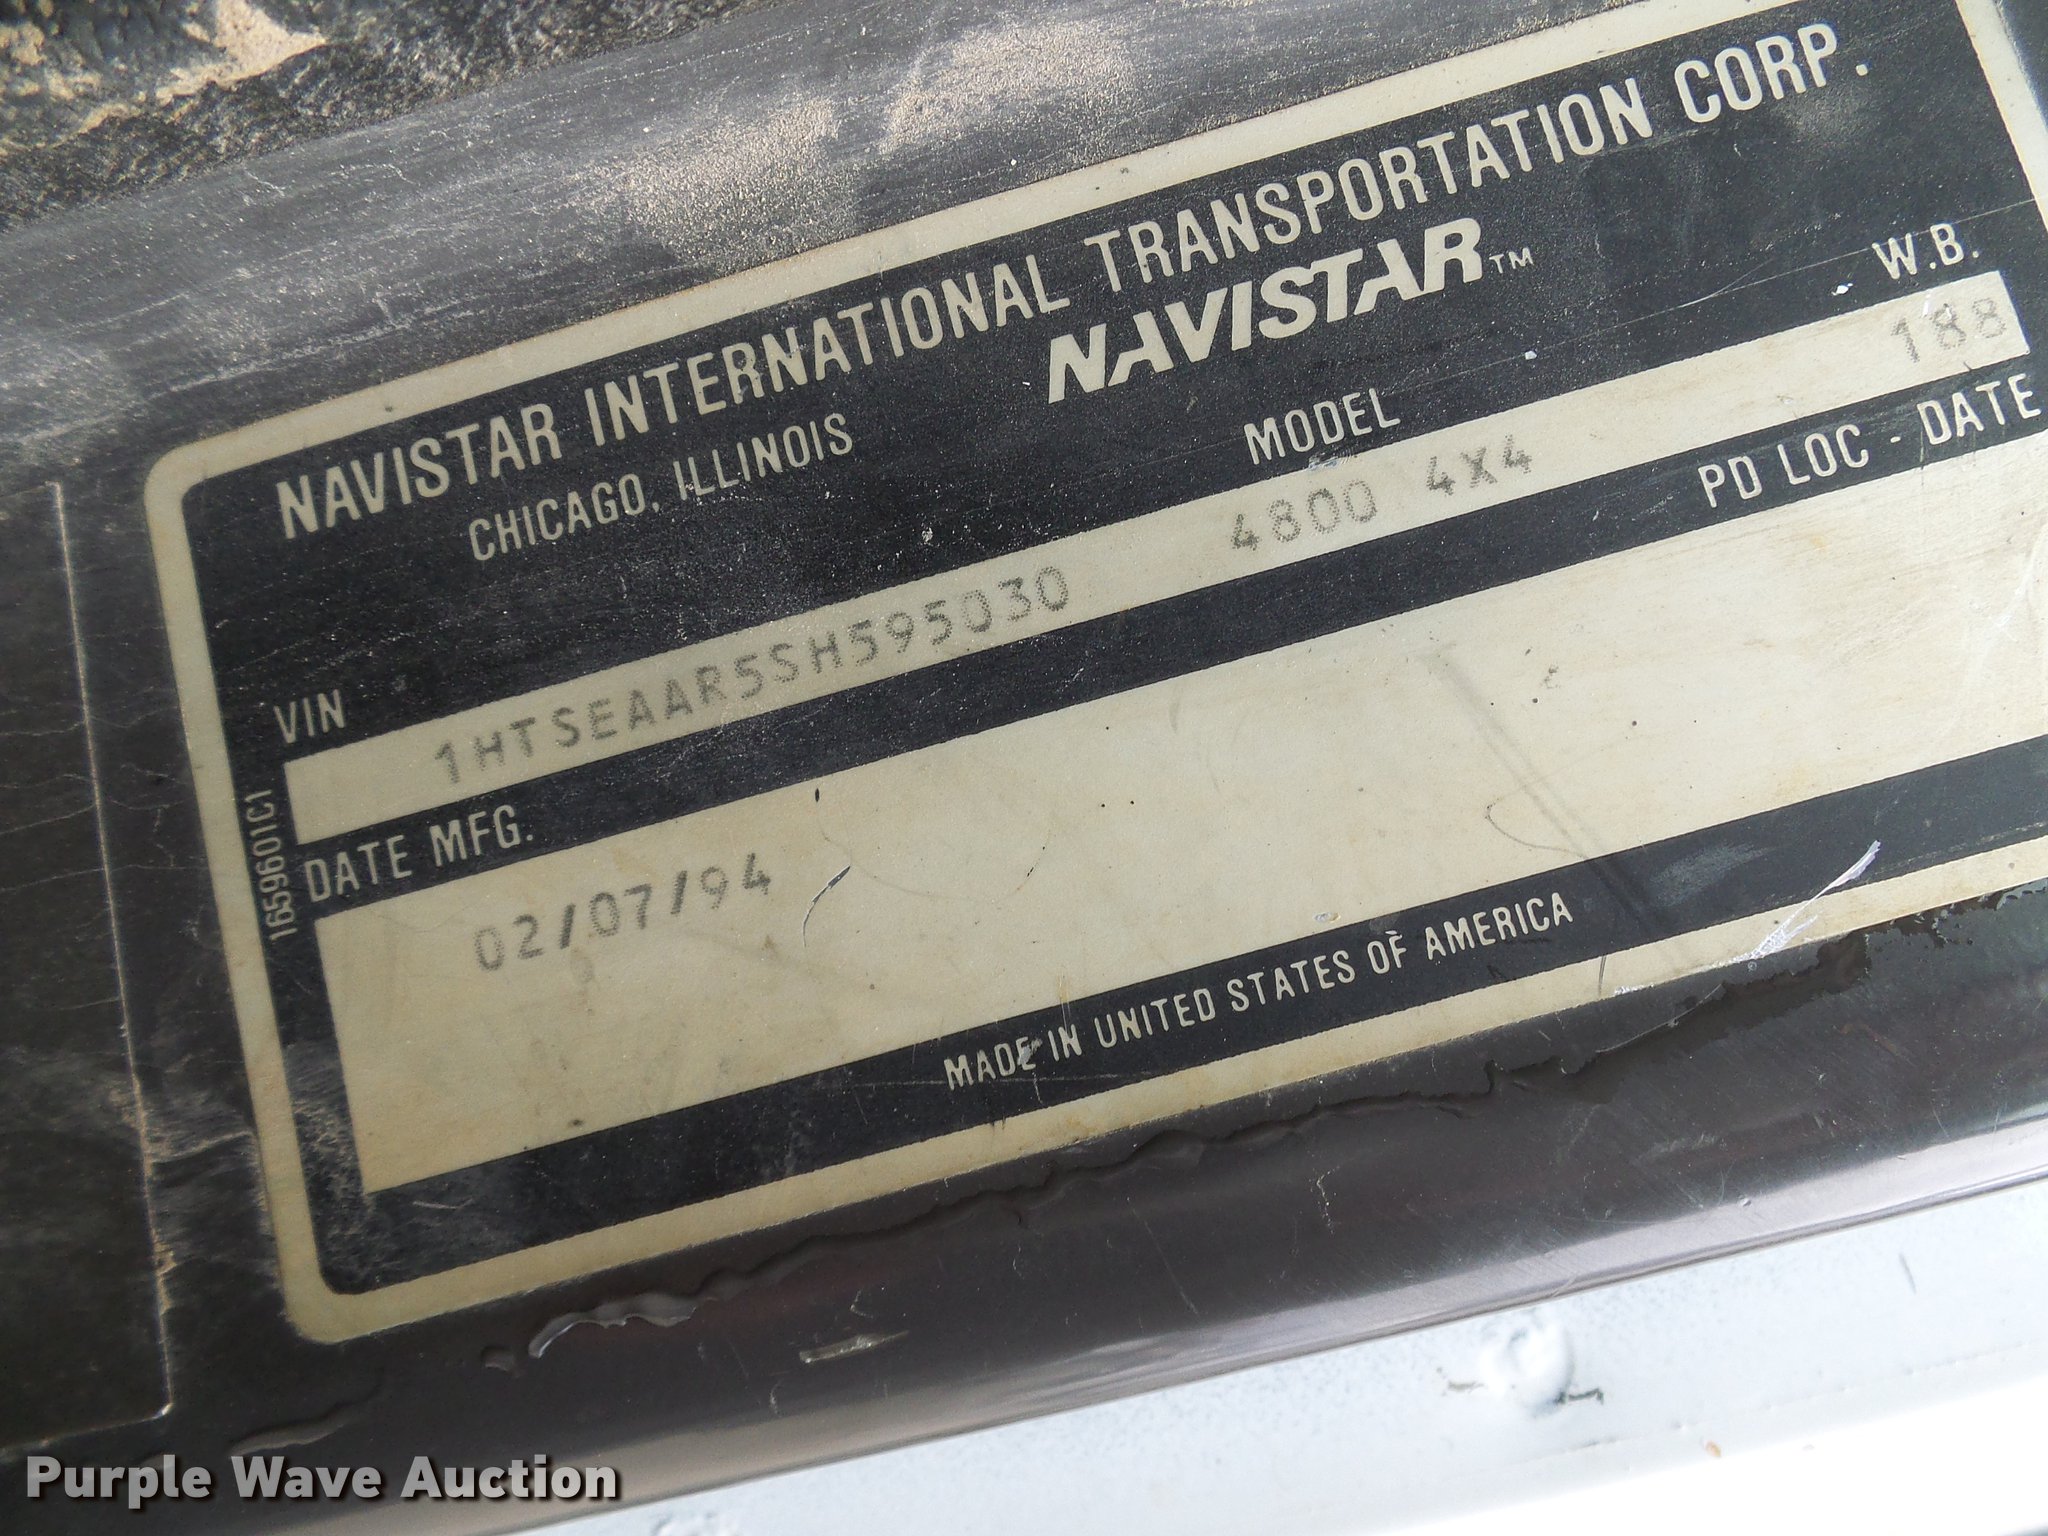 NAVISTAR INTERNATIONAL TRANSPORTATION CORP.
CHICAGO, ILLINOIS
NAVISTAR™
VIN
MODEL
W.B.
1HTSEAAR5SH595030
4800 4X4
188
DATE MFG.
PD LOC - DATE
02/07/94
MADE IN UNITED STATES OF AMERICA
1659601C1
Purple Wave Auction